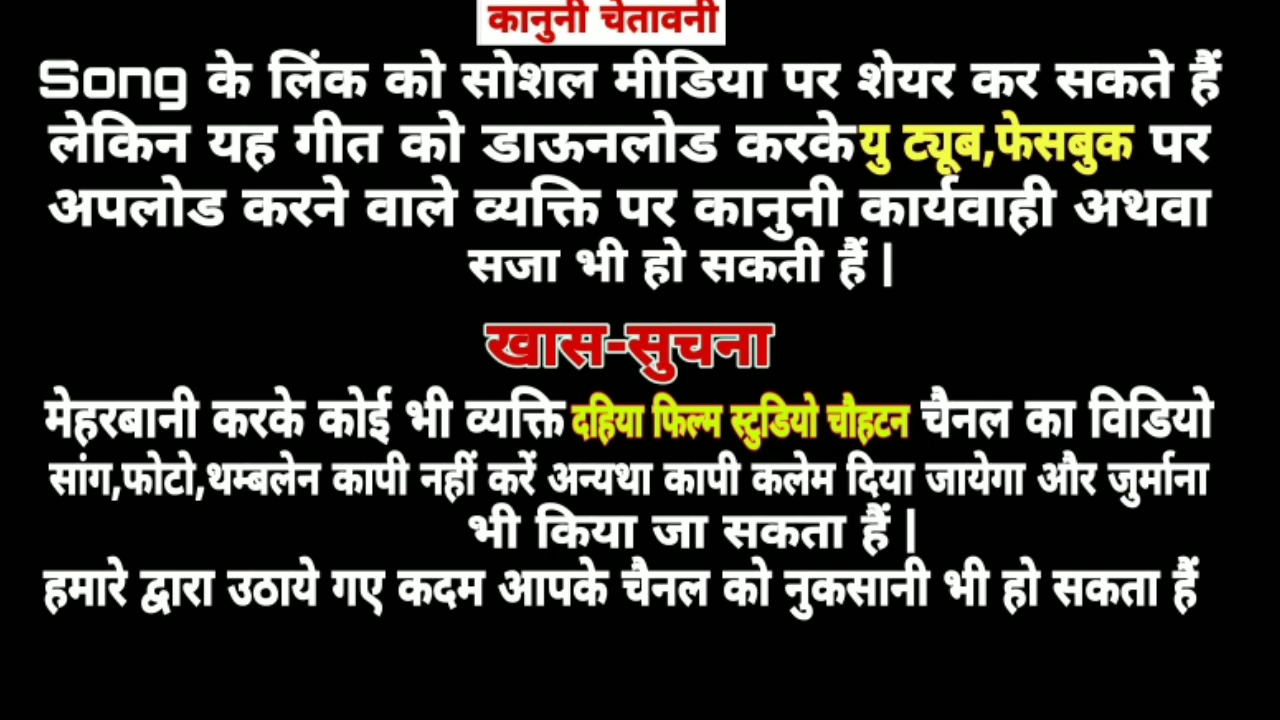 कानुनी चेतावनी
Song के लिंक को सोशल मीडिया पर शेयर कर सकते हैं
लेकिन यह गीत को डाऊनलोड करके यु ट्यूब,फेसबुक पर
अपलोड करने वाले व्यक्ति पर कानुनी कार्यवाही अथवा
सजा भी हो सकती हैं |
खास-सुचना
मेहरबानी करके कोई भी व्यक्ति दहिया फिल्म स्टुडियो चौहटन चैनल का विडियो
सांग,फोटो,थम्बलेन कापी नहीं करें अन्यथा कापी कलेम दिया जायेगा और जुर्माना
भी किया जा सकता हैं |
हमारे द्वारा उठाये गए कदम आपके चैनल को नुकसानी भी हो सकता हैं